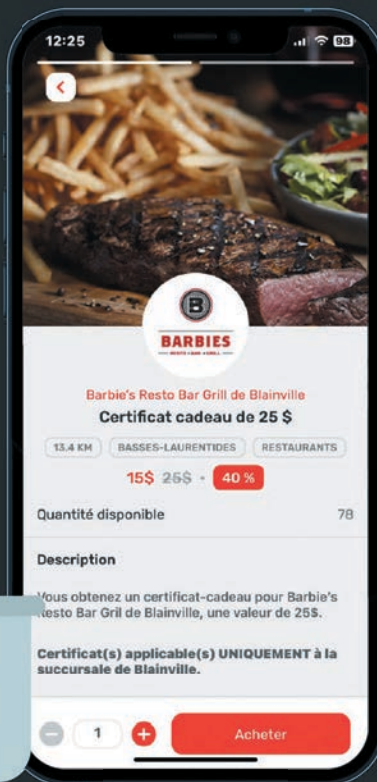 12:25
98
B
BARBIES
RESTO • BAR • GRILL
Barbie's Resto Bar Grill de Blainville
Certificat cadeau de 25 $
13.4 KM BASSES-LAURENTIDES RESTAURANTS
15$ 25$ • 40 %
Quantité disponible 78
Description
Vous obtenez un certificat-cadeau pour Barbie's
Resto Bar Gril de Blainville, une valeur de 25$.
Certificat(s) applicable(s) UNIQUEMENT à la
succursale de Blainville.
1 Acheter